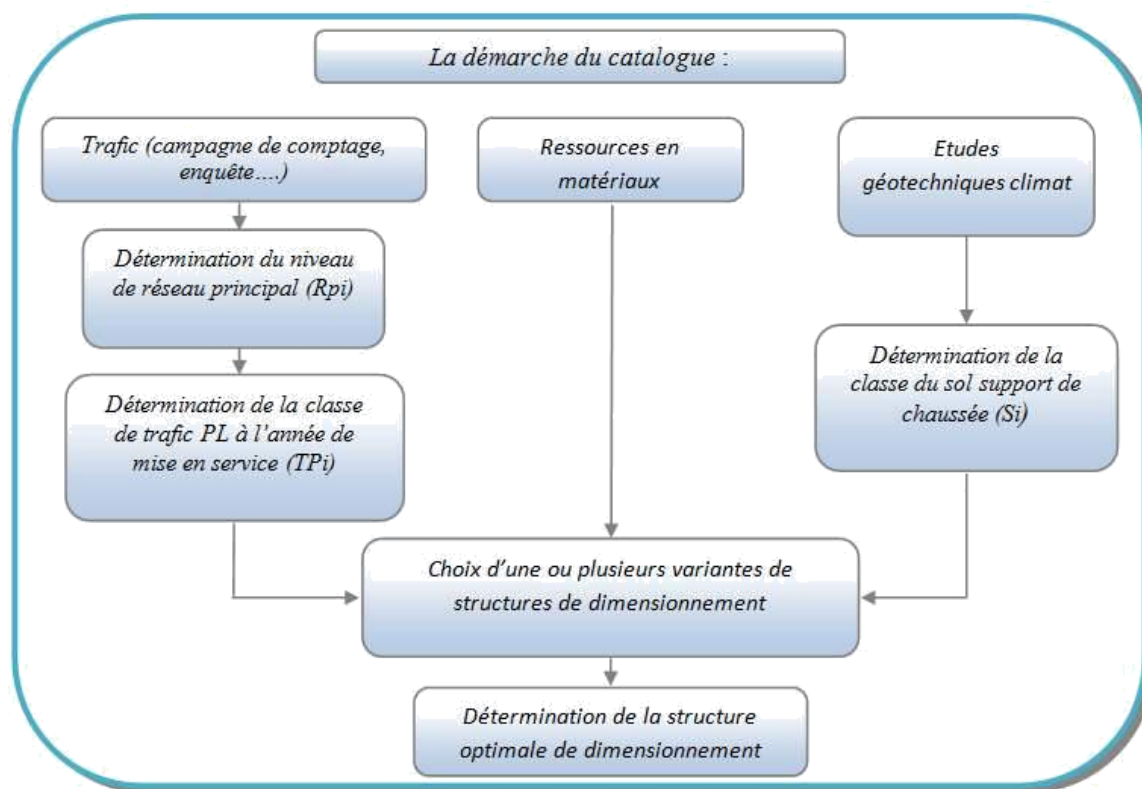 La démarche du catalogue :
Trafic (campagne de comptage,
enquête….)
Ressources en
matériaux
Etudes
géotechniques climat
Détermination du niveau
de réseau principal (Rpi)
Détermination de la classe
de trafic PL à l’année de
mise en service (TPi)
Détermination de la
classe du sol support de
chaussée (Si)
Choix d’une ou plusieurs variantes de
structures de dimensionnement
Détermination de la structure
optimale de dimensionnement